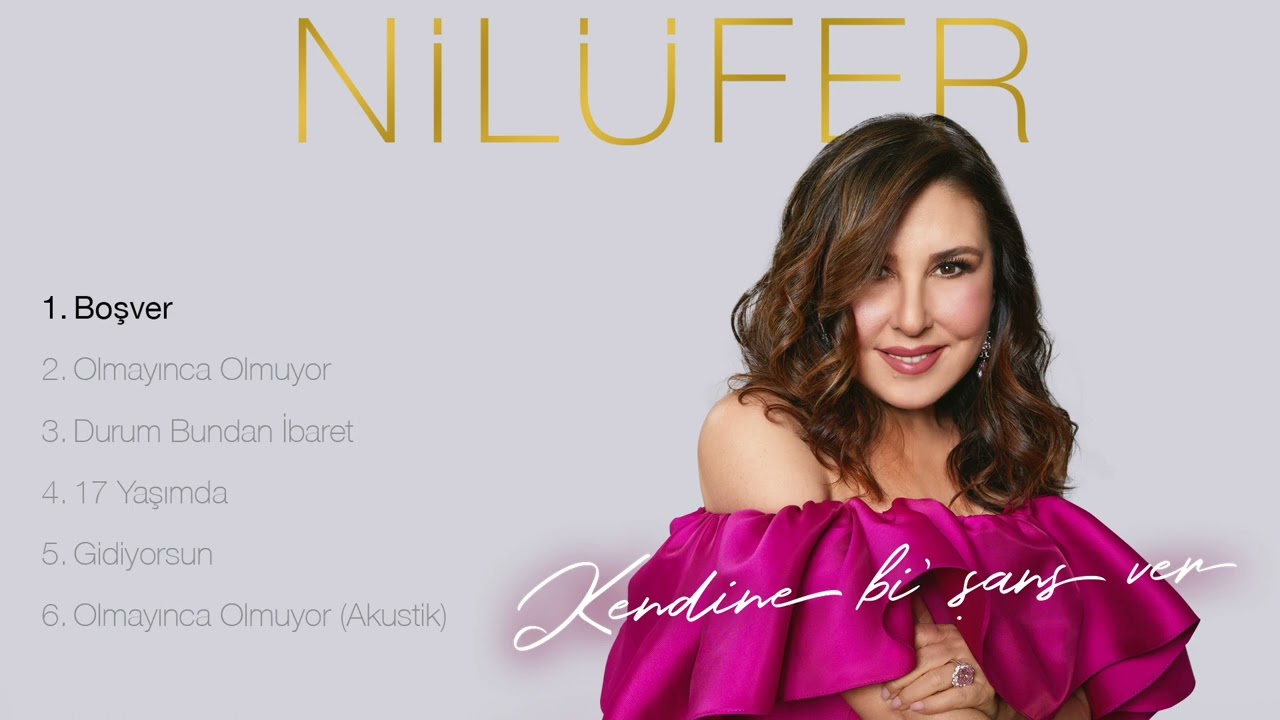 NiLÜFER
1. Boşver
2. Olmayınca Olmuyor
3. Durum Bundan İbaret
4. 17 Yaşımda
5. Gidiyorsun
6. Olmayınca Olmuyor (Akustik)
Kendine bi' şans ver